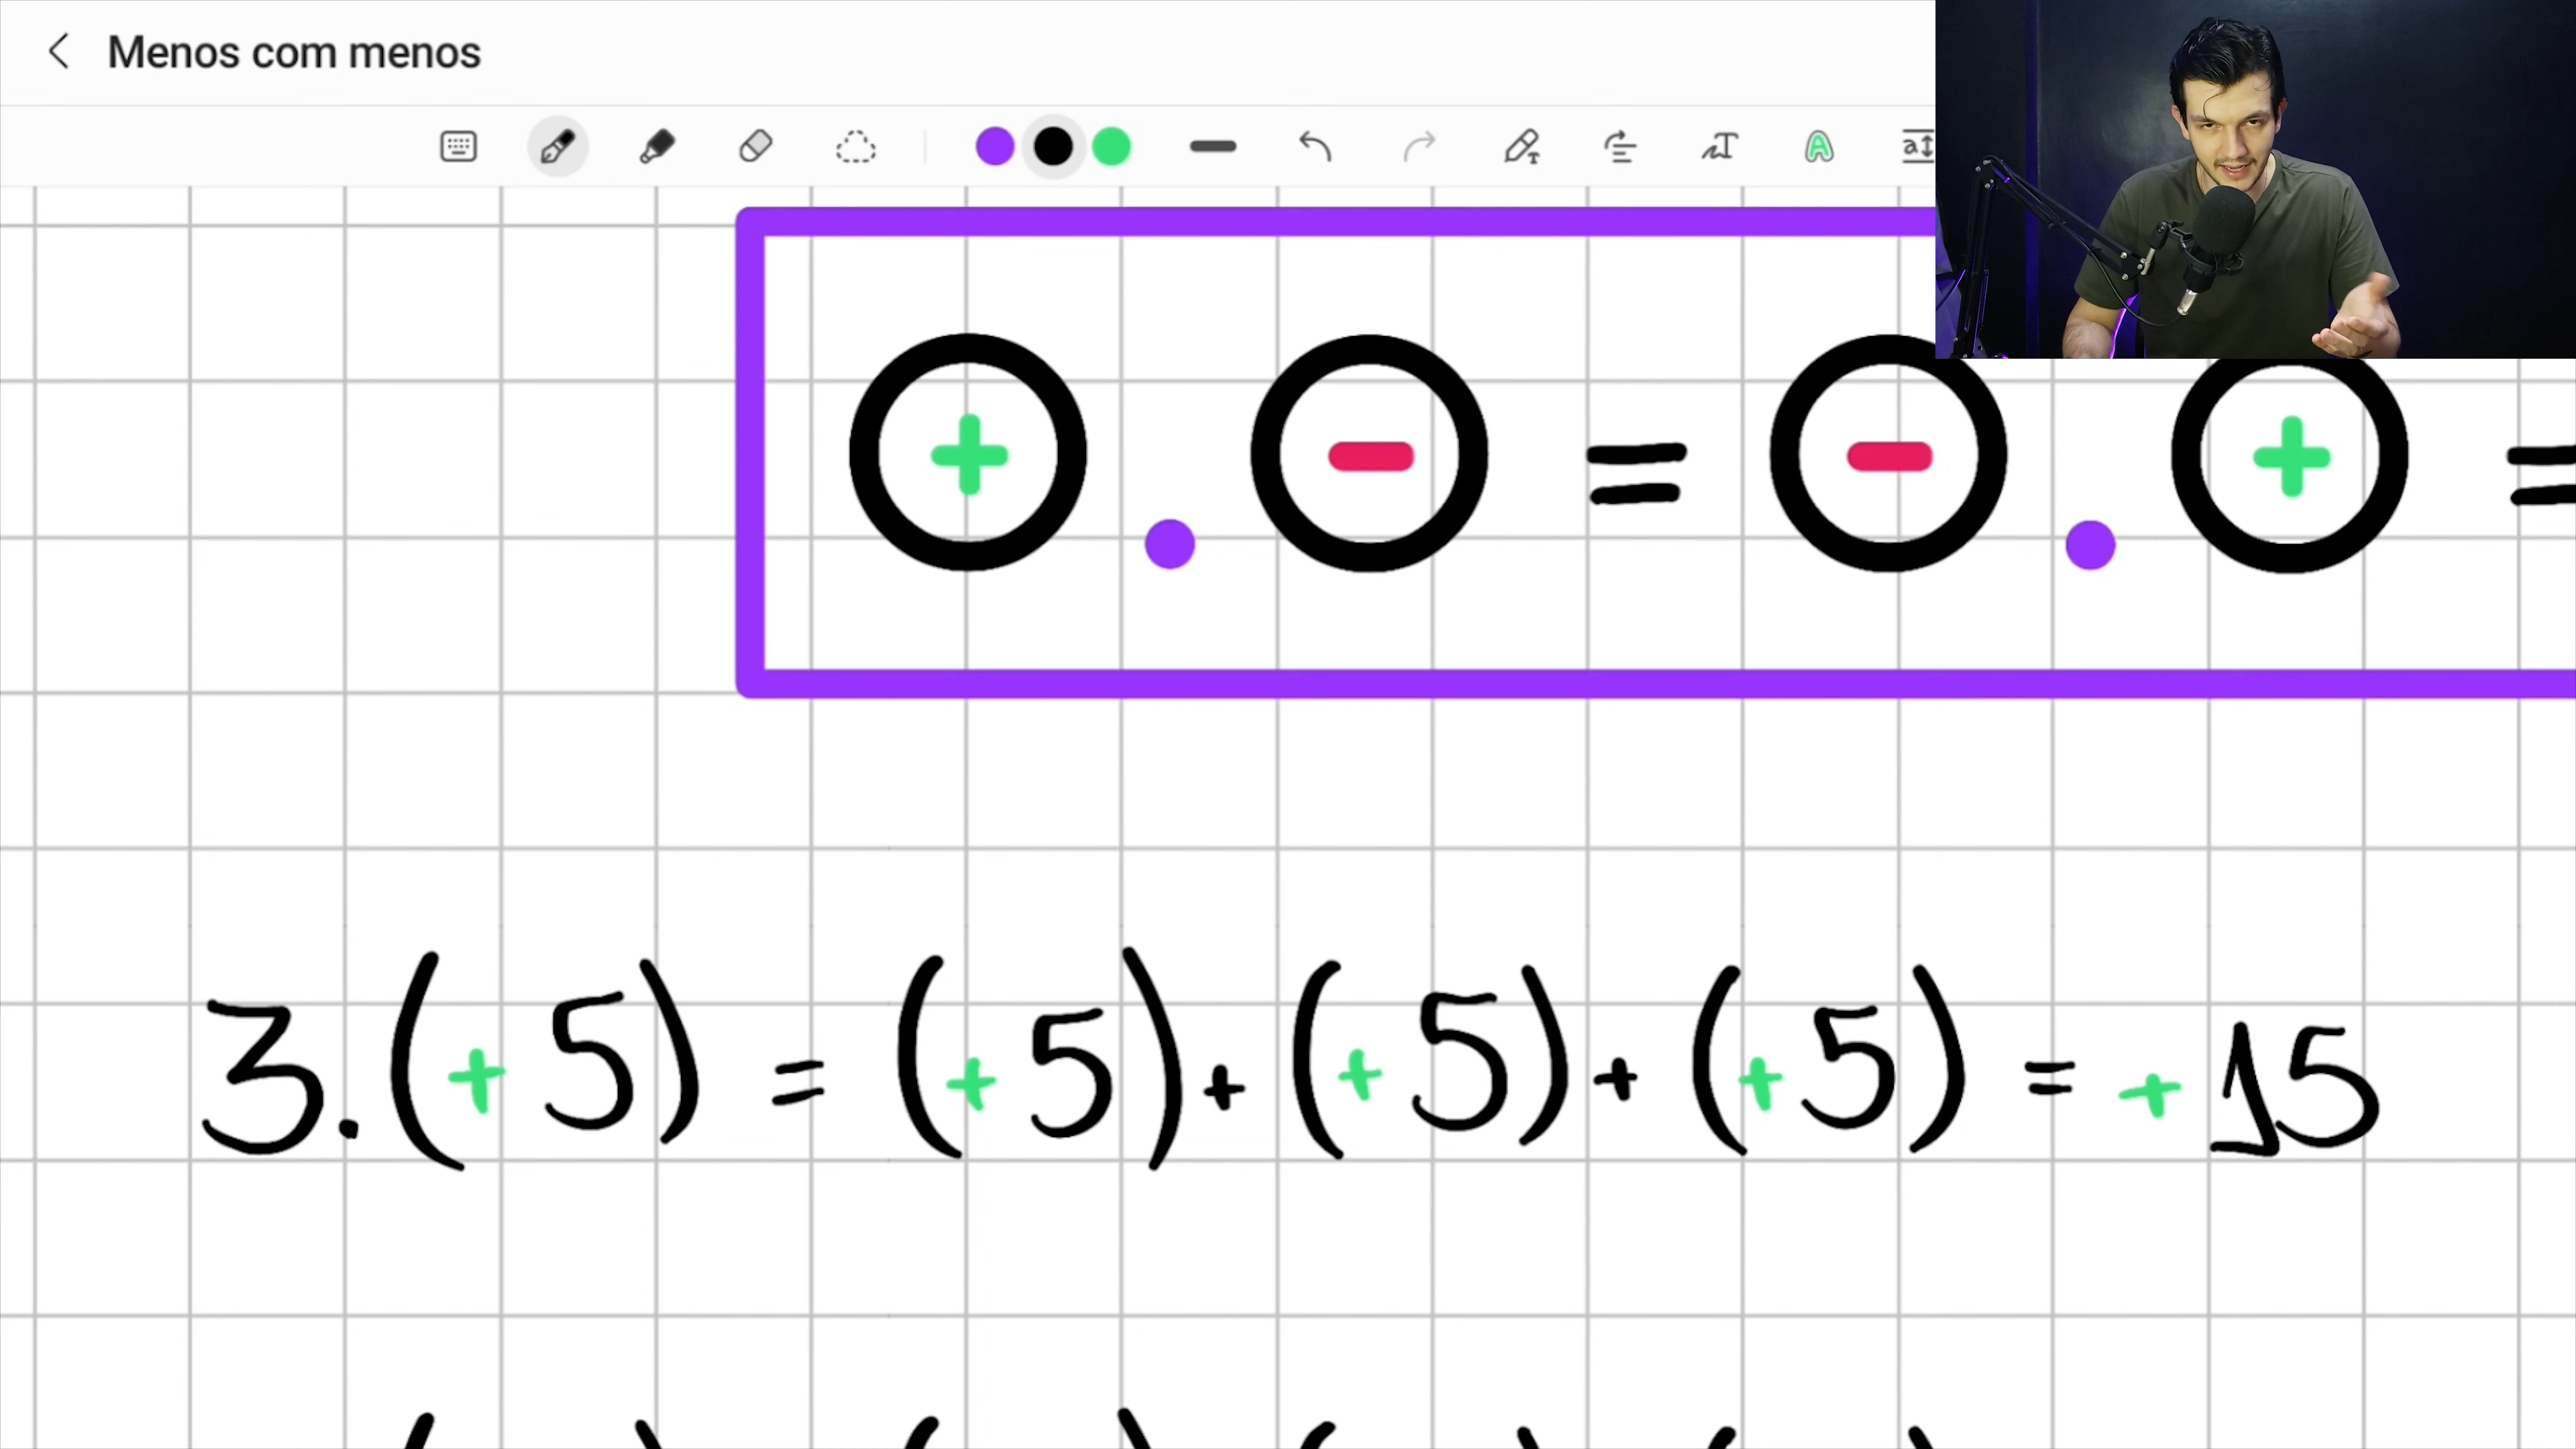 Menos com menos
+ . - = - . + =
3.(+5) = (+5)+(+5)+(+5) = +15